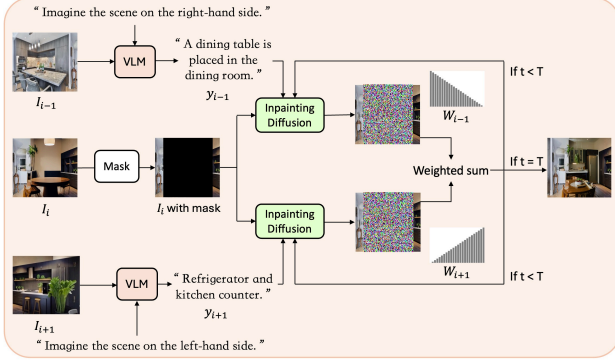 “ Imagine the scene on the right-hand side. ”
VLM
“ A dining table is
placed in the
dining room. ”
I_{i−1}
y_{i−1}
If t < T
Inpainting
Diffusion
W_{i−1}
Mask
Weighted sum
If t = T
I_i
I_i with mask
Inpainting
Diffusion
W_{i+1}
If t < T
VLM
“ Refrigerator and
kitchen counter. ”
y_{i+1}
I_{i+1}
“ Imagine the scene on the left-hand side. ”